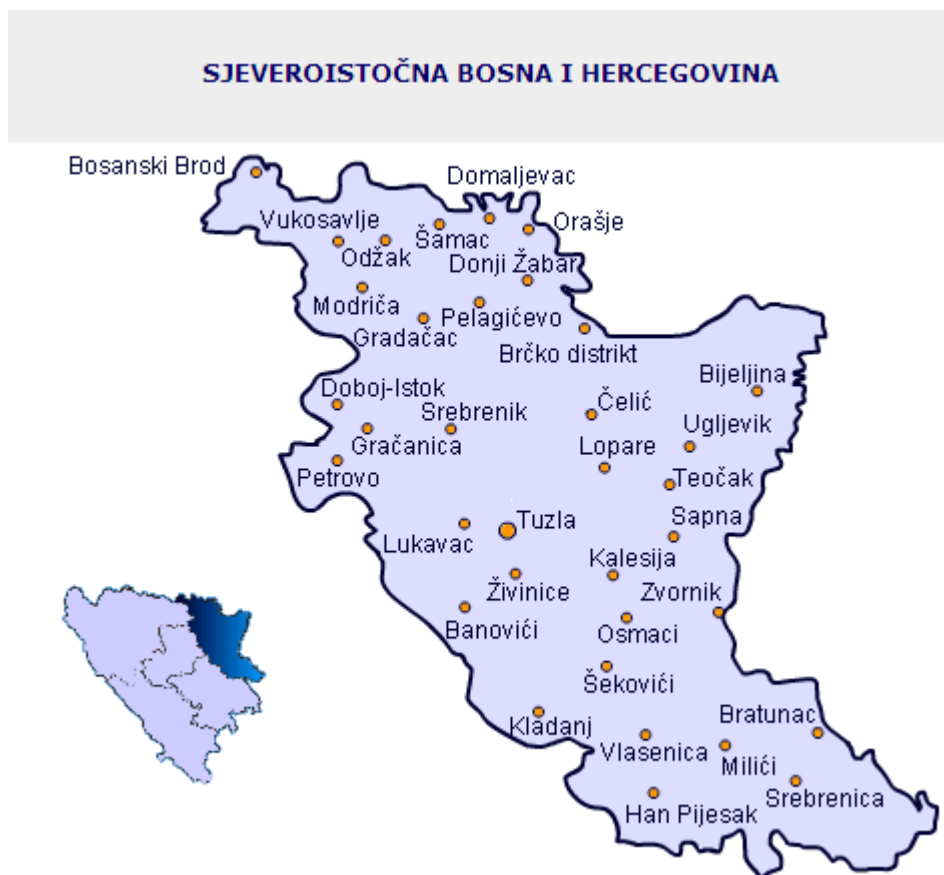 SJEVEROISTOČNA BOSNA I HERCEGOVINA
Bosanski Brod
Domaljevac
Vukosavlje
Orašje
Šamac
Odžak
Donji Žabar
Modriča
Pelagićevo
Gradačac
Brčko distrikt
Bijeljina
Doboj-Istok
Čelić
Srebrenik
Ugljevik
Gračanica
Lopare
Petrovo
Teočak
Tuzla
Sapna
Lukavac
Kalesija
Živinice
Zvornik
Banovići
Osmaci
Šekovići
Bratunac
Kladanj
Vlasenica
Milići
Srebrenica
Han Pijesak